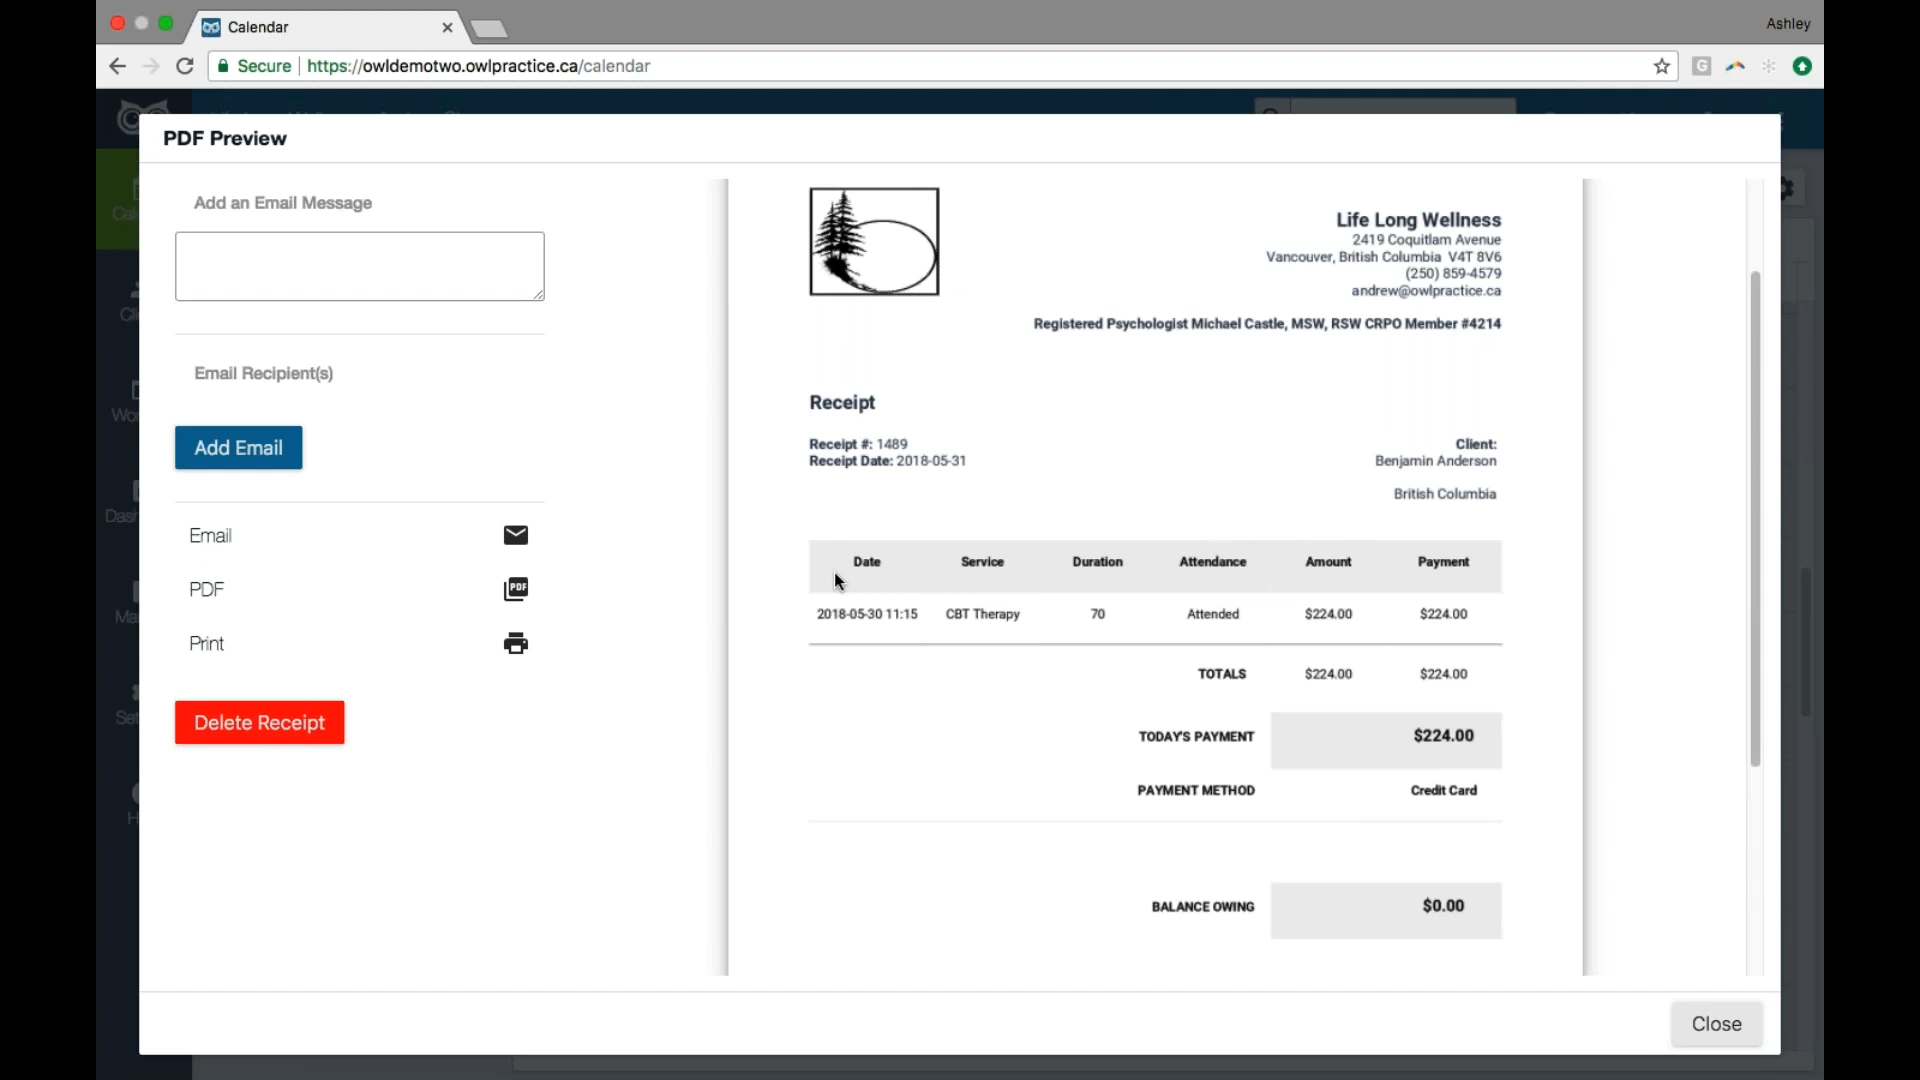 Calendar
Ashley
Secure https://owldemotwo.owlpractice.ca/calendar
PDF Preview
Add an Email Message
Email Recipient(s)
Add Email
Email
PDF
PDF
Print
Delete Receipt
Life Long Wellness
2419 Coquitlam Avenue
Vancouver, British Columbia V4T 8V6
(250) 859-4579
andrew@owlpractice.ca
Registered Psychologist Michael Castle, MSW, RSW CRPO Member #4214
Receipt
Receipt #: 1489
Receipt Date: 2018-05-31
Client:
Benjamin Anderson
British Columbia
Date Service Duration Attendance Amount Payment
2018-05-30 11:15 CBT Therapy 70 Attended $224.00 $224.00
TOTALS $224.00 $224.00
TODAY'S PAYMENT $224.00
PAYMENT METHOD Credit Card
BALANCE OWING $0.00
Close